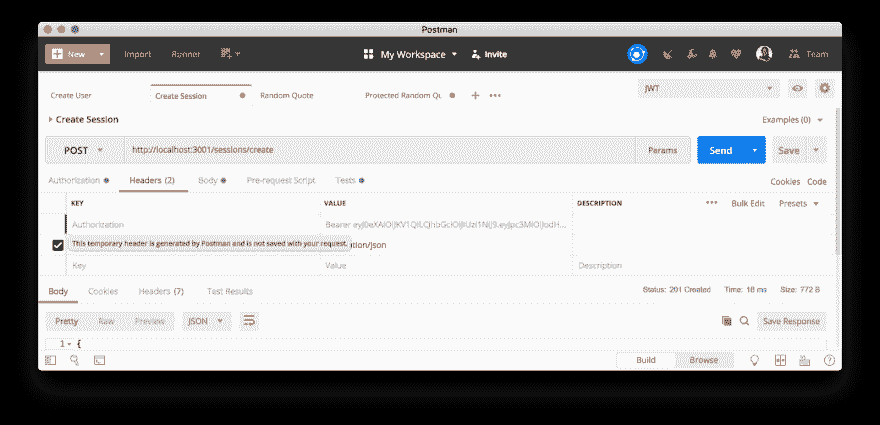 Postman
New Import Runner My Workspace Invite Team
Create User Create Session Random Quote Protected Random Qu JWT
Create Session Examples (0)
POST http://localhost:3001/sessions/create Params Send Save
Authorization Headers (2) Body Pre-request Script Tests Cookies Code
KEY VALUE DESCRIPTION Bulk Edit Presets
Authorization Bearer
This temporary header is generated by Postman and is not saved with your request.
Key Value Description
Body Cookies Headers (7) Test Results Status: 201 Created Time: 18 ms Size: 772 B
Pretty Raw Preview JSON Save Response
1 {
Build Browse